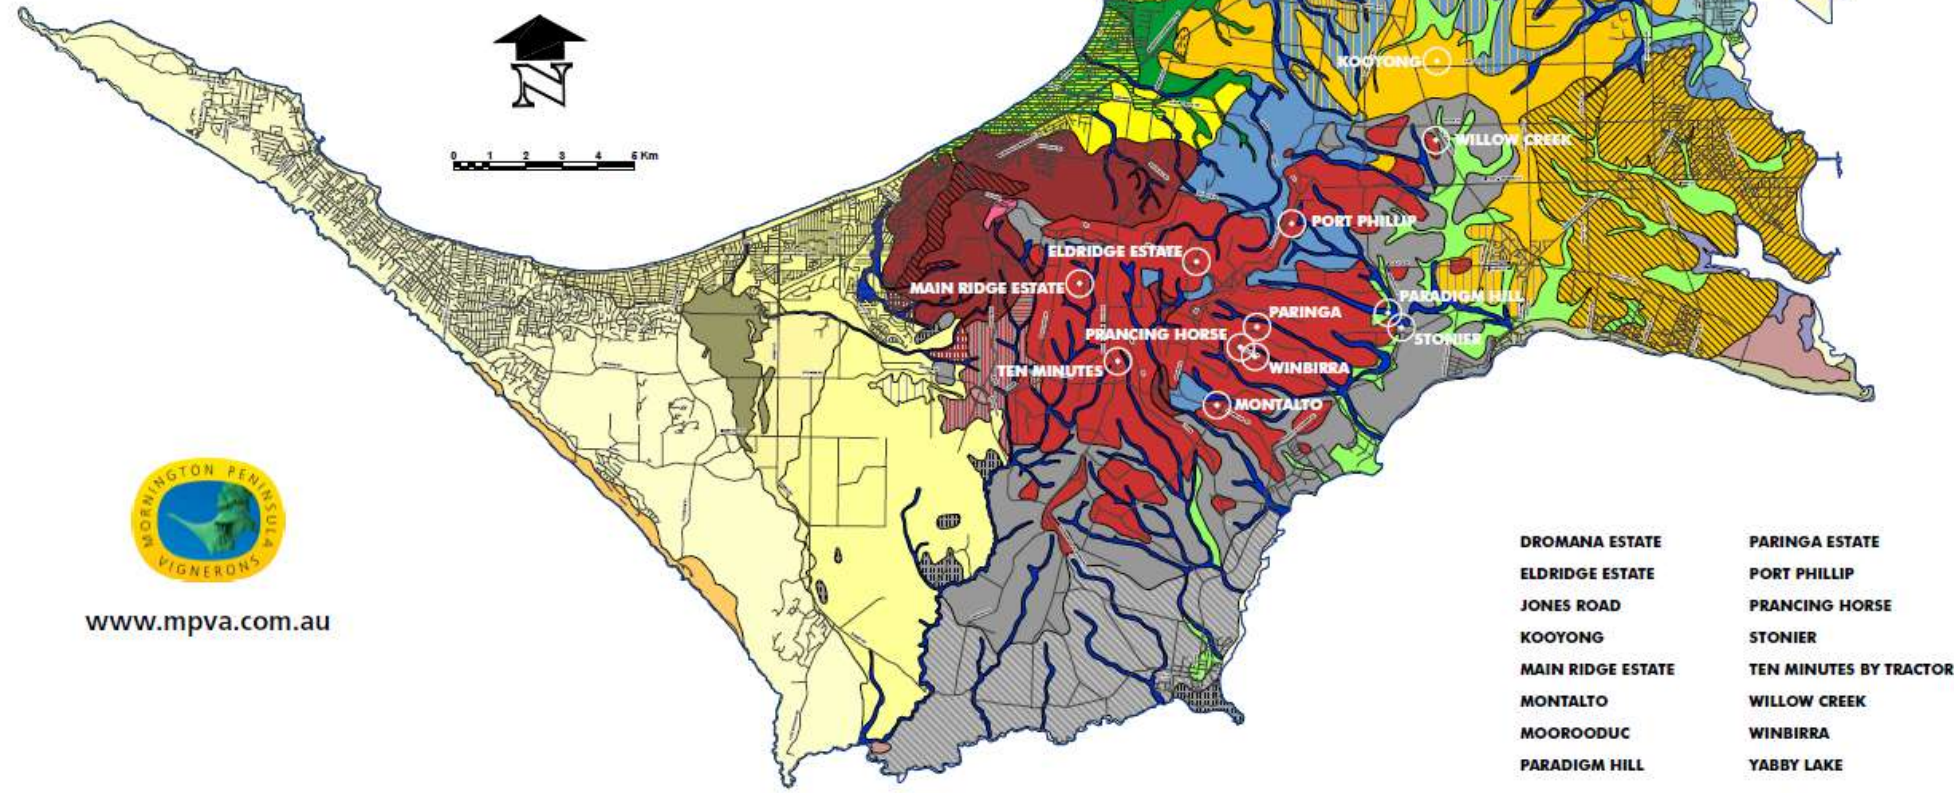 N
0 1 2 3 4 5 Km
KOOYONG
WILLOW CREEK
PORT PHILLIP
ELDRIDGE ESTATE
MAIN RIDGE ESTATE
PARADIGM HILL
PARINGA
PRANCING HORSE
STONIER
TEN MINUTES
WINBIRRA
MONTALTO
MORNINGTON PENINSULA
VIGNERONS
www.mpva.com.au
DROMANA ESTATE
ELDRIDGE ESTATE
JONES ROAD
KOOYONG
MAIN RIDGE ESTATE
MONTALTO
MOOROODUC
PARADIGM HILL
PARINGA ESTATE
PORT PHILLIP
PRANCING HORSE
STONIER
TEN MINUTES BY TRACTOR
WILLOW CREEK
WINBIRRA
YABBY LAKE